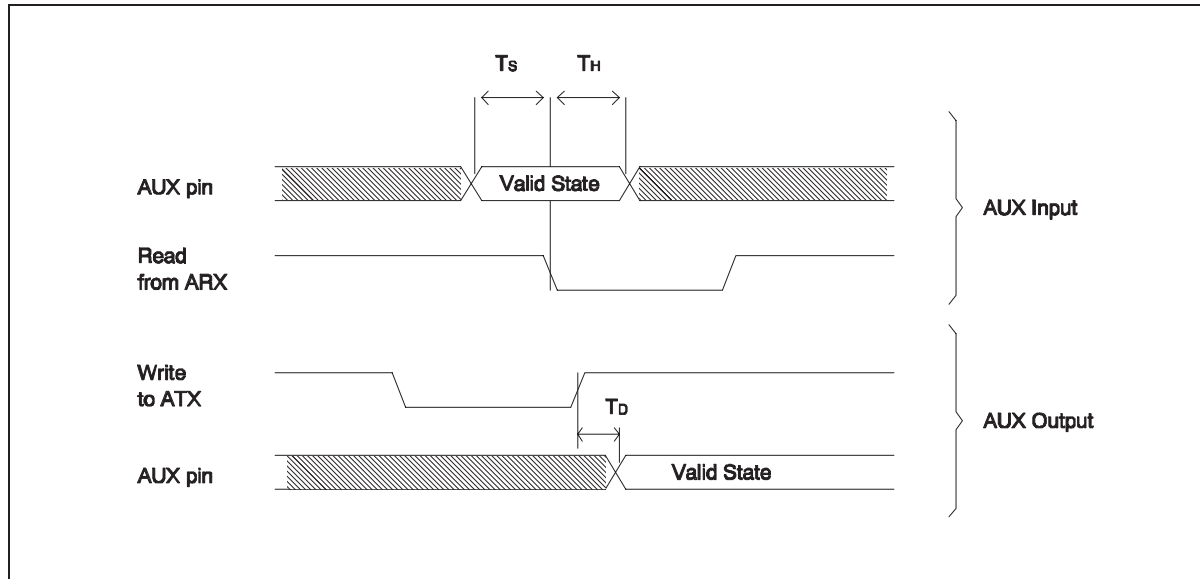 Ts TH
AUX pin
Valid State
AUX Input
Read
from ARX
Write
to ATX
TD
AUX Output
AUX pin
Valid State